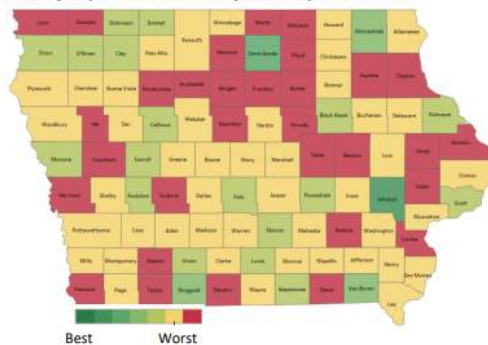 Lyon Osceola Dickinson Emmet Winnebago Worth Mitchell Howard Winneshiek Allamakee
Kossuth
Sioux O'Brien Clay Palo Alto Hancock Cerro Gordo Floyd Chickasaw
Plymouth Cherokee Buena Vista Pocahontas Humboldt Wright Franklin Butler Bremer Fayette Clayton
Woodbury Ida Sac Calhoun Webster Hamilton Hardin Grundy Black Hawk Buchanan Delaware Dubuque
Monona Crawford Carroll Greene Boone Story Marshall Tama Benton Linn Jones Jackson
Clinton
Harrison Shelby Audubon Guthrie Dallas Polk Jasper Poweshiek Iowa Johnson Cedar Scott
Muscatine
Pottawattamie Cass Adair Madison Warren Marion Mahaska Keokuk Washington Louisa
Mills Montgomery Adams Union Clarke Lucas Monroe Wapello Jefferson Henry Des Moines
Fremont Page Taylor Ringgold Decatur Wayne Appanoose Davis Van Buren Lee
Best Worst